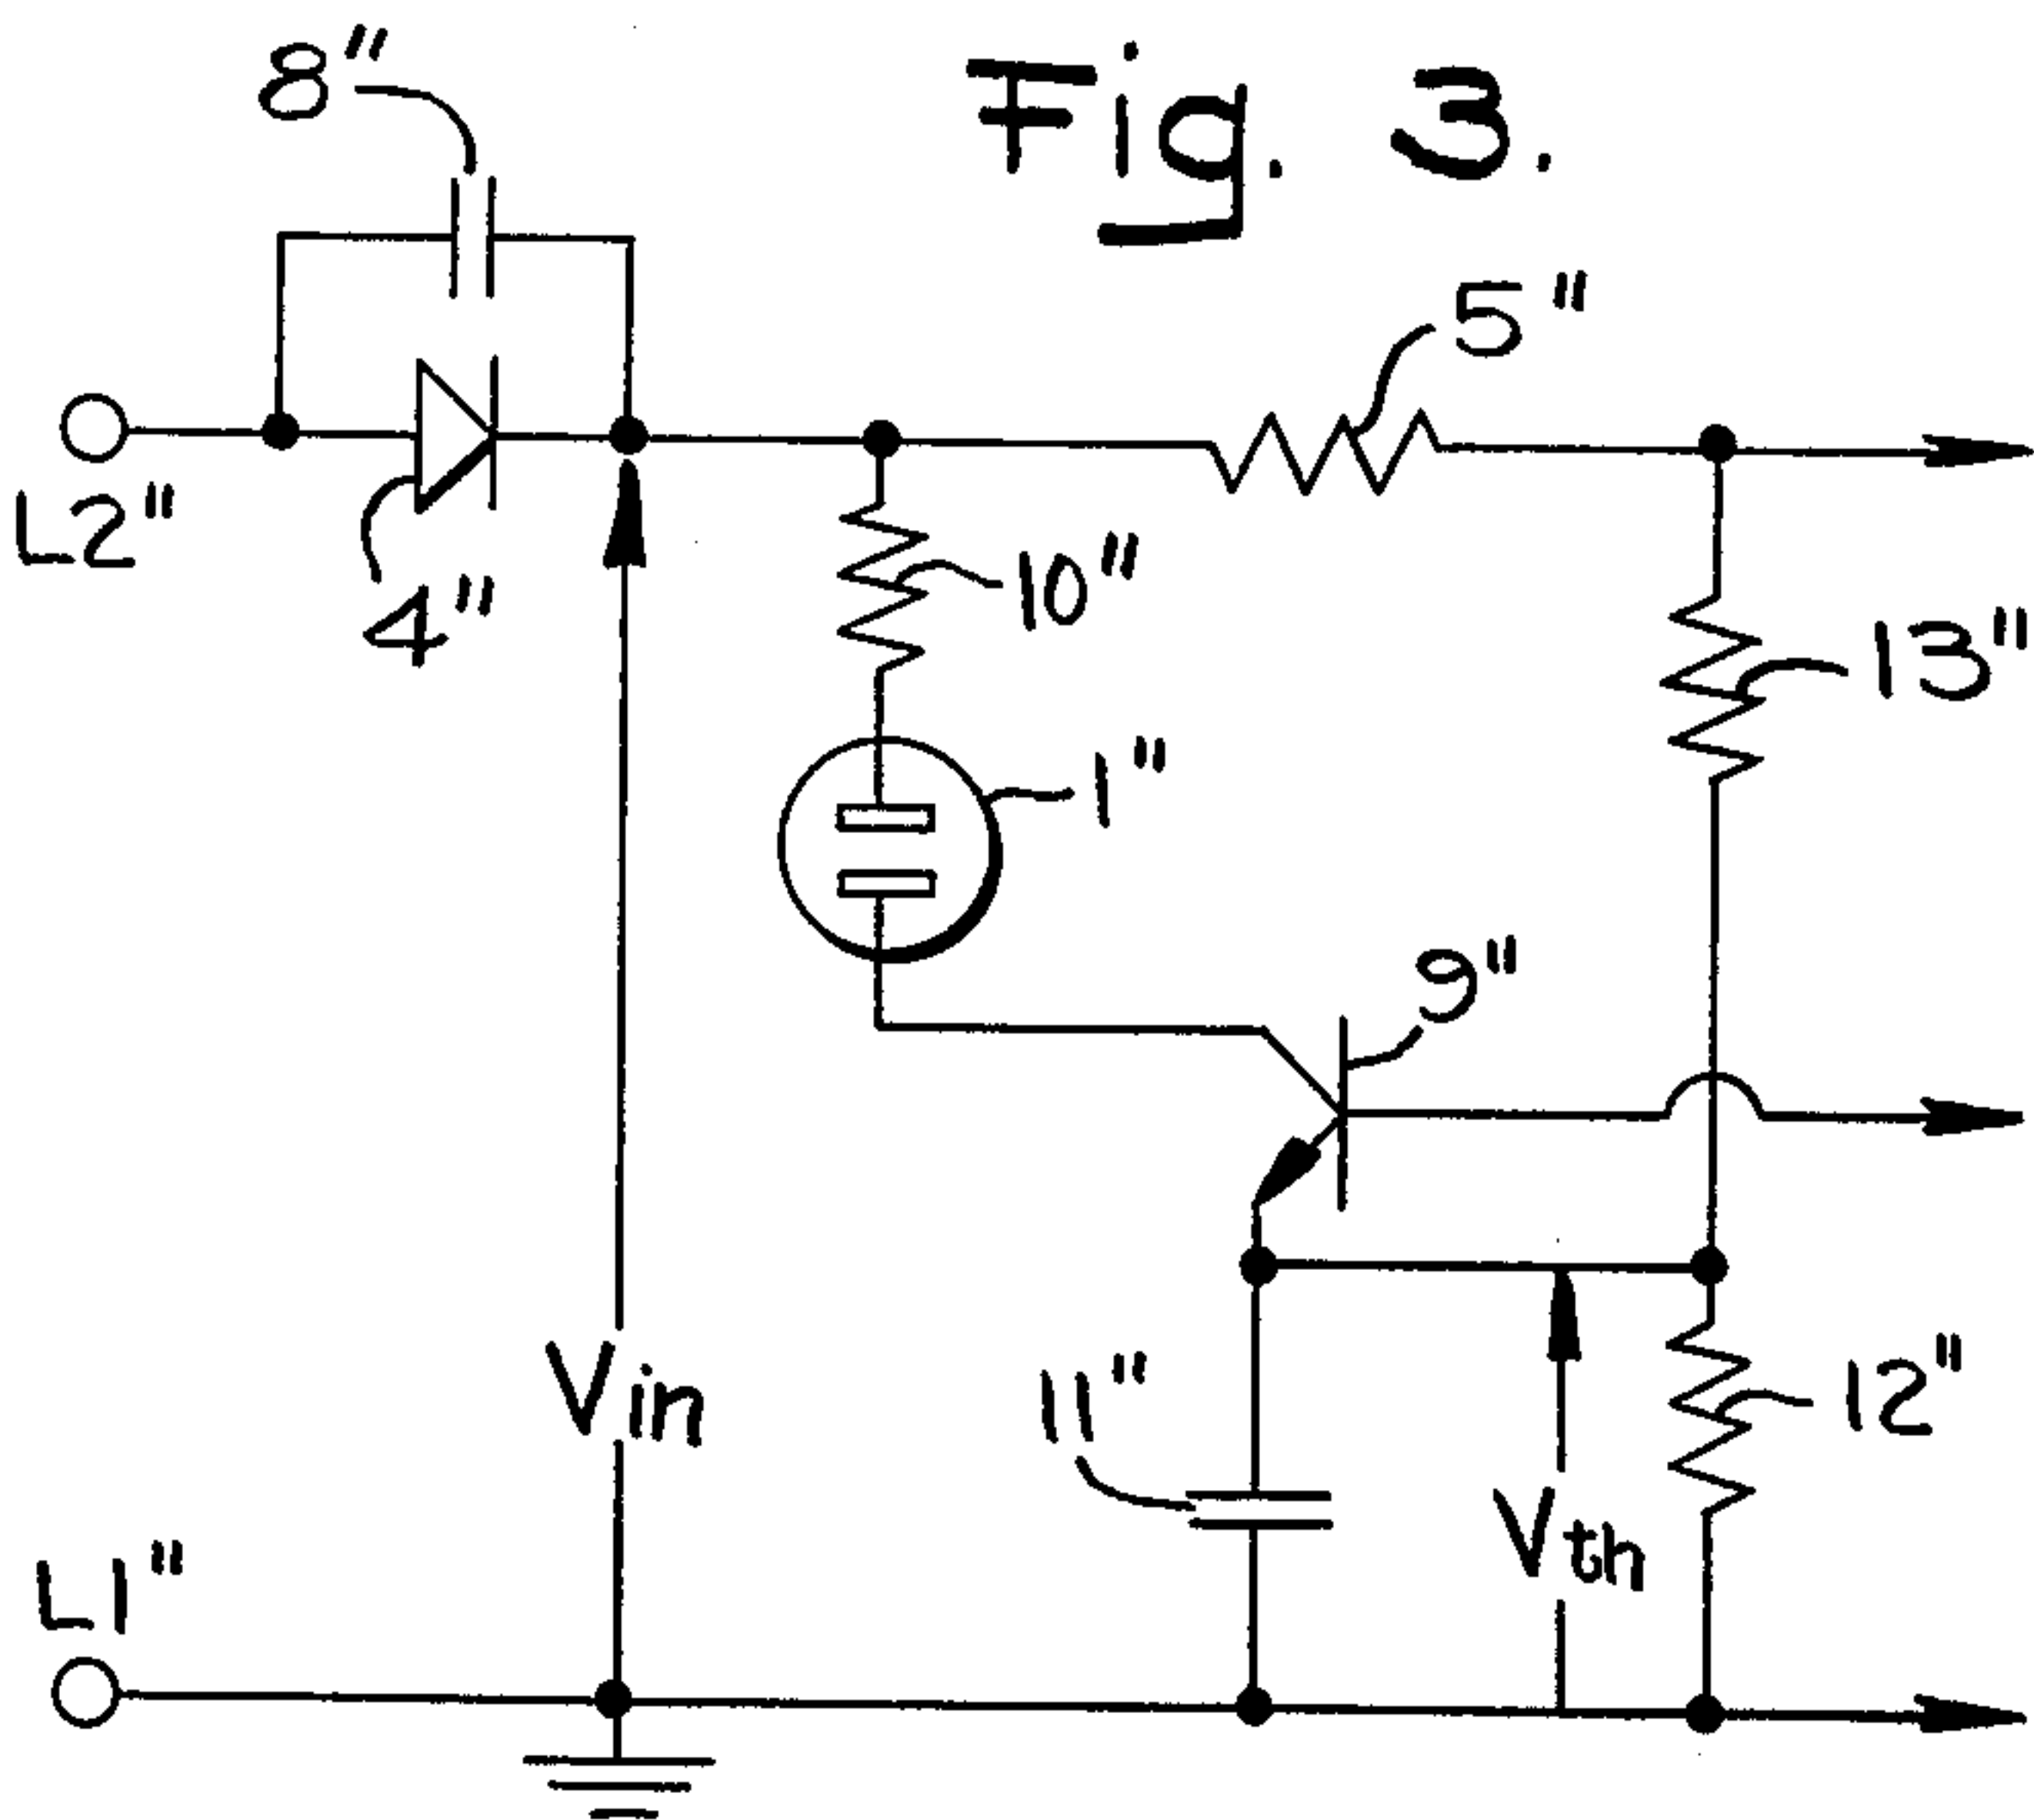 Fig. 3.
8"
5"
L2"
4"
10"
13"
1"
9"
Vin
11"
12"
Vth
L1"